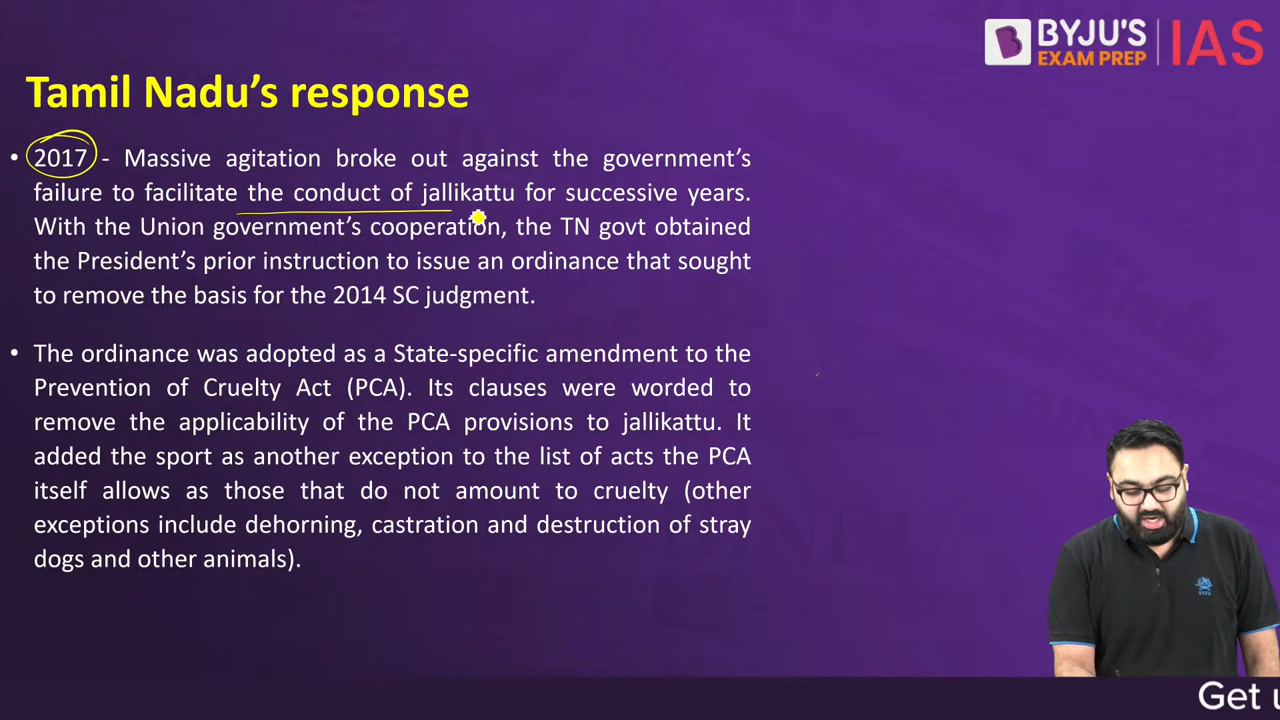 BYJU'S
EXAM PREP
IAS
Tamil Nadu’s response
• 2017 - Massive agitation broke out against the government’s
failure to facilitate the conduct of jallikattu for successive years.
With the Union government’s cooperation, the TN govt obtained
the President’s prior instruction to issue an ordinance that sought
to remove the basis for the 2014 SC judgment.
• The ordinance was adopted as a State-specific amendment to the
Prevention of Cruelty Act (PCA). Its clauses were worded to
remove the applicability of the PCA provisions to jallikattu. It
added the sport as another exception to the list of acts the PCA
itself allows as those that do not amount to cruelty (other
exceptions include dehorning, castration and destruction of stray
dogs and other animals).
Get